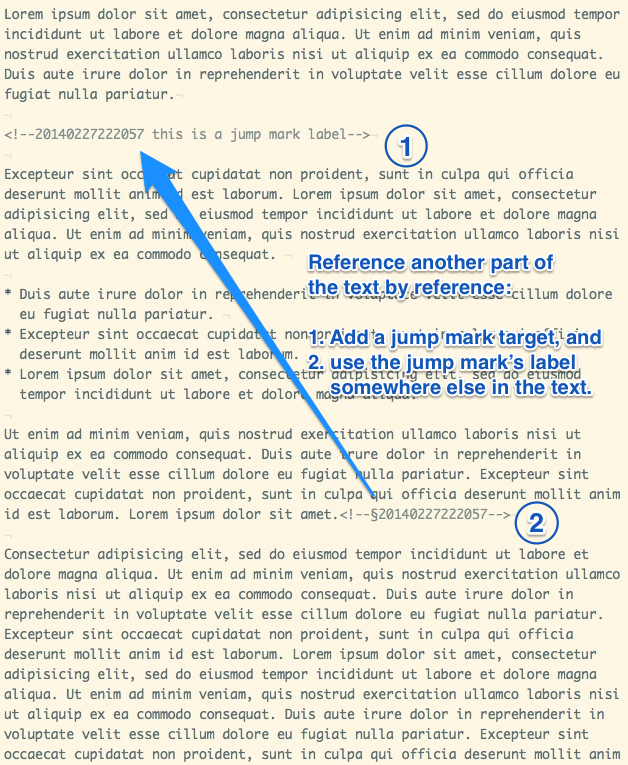 Lorem ipsum dolor sit amet, consectetur adipisicing elit, sed do eiusmod tempor
incididunt ut labore et dolore magna aliqua. Ut enim ad minim veniam, quis
nostrud exercitation ullamco laboris nisi ut aliquip ex ea commodo consequat.
Duis aute irure dolor in reprehenderit in voluptate velit esse cillum dolore eu
fugiat nulla pariatur.¬
¬
<!--20140227222057 this is a jump mark label-->¬
1
¬
Excepteur sint occaecat cupidatat non proident, sunt in culpa qui officia
deserunt mollit anim id est laborum. Lorem ipsum dolor sit amet, consectetur
adipisicing elit, sed do eiusmod tempor incididunt ut labore et dolore magna
aliqua. Ut enim ad minim veniam, quis nostrud exercitation ullamco laboris nisi
ut aliquip ex ea commodo consequat. ¬
¬
Reference another part of
the text by reference:
1. Add a jump mark target, and
2. use the jump mark's label
somewhere else in the text.
* Duis aute irure dolor in reprehenderit in voluptate velit esse cillum dolore
eu fugiat nulla pariatur. ¬
* Excepteur sint occaecat cupidatat non proident, sunt in culpa qui officia
deserunt mollit anim id est laborum.
* Lorem ipsum dolor sit amet, consectetur adipisicing elit, sed do eiusmod
tempor incididunt ut labore et dolore magna aliqua.
¬
Ut enim ad minim veniam, quis nostrud exercitation ullamco laboris nisi ut
aliquip ex ea commodo consequat. Duis aute irure dolor in reprehenderit in
voluptate velit esse cillum dolore eu fugiat nulla pariatur. Excepteur sint
occaecat cupidatat non proident, sunt in culpa qui officia deserunt mollit anim
id est laborum. Lorem ipsum dolor sit amet.<!--§20140227222057-->¬
2
¬
Consectetur adipisicing elit, sed do eiusmod tempor incididunt ut labore et
dolore magna aliqua. Ut enim ad minim veniam, quis nostrud exercitation ullamco
laboris nisi ut aliquip ex ea commodo consequat. Duis aute irure dolor in
reprehenderit in voluptate velit esse cillum dolore eu fugiat nulla pariatur.
Excepteur sint occaecat cupidatat non proident, sunt in culpa qui officia
deserunt mollit anim id est laborum. Lorem ipsum dolor sit amet, consectetur
adipisicing elit, sed do eiusmod tempor incididunt ut labore et dolore magna
aliqua. Ut enim ad minim veniam, quis nostrud exercitation ullamco laboris nisi
ut aliquip ex ea commodo consequat. Duis aute irure dolor in reprehenderit in
voluptate velit esse cillum dolore eu fugiat nulla pariatur. Excepteur sint
occaecat cupidatat non proident, sunt in culpa qui officia deserunt mollit anim